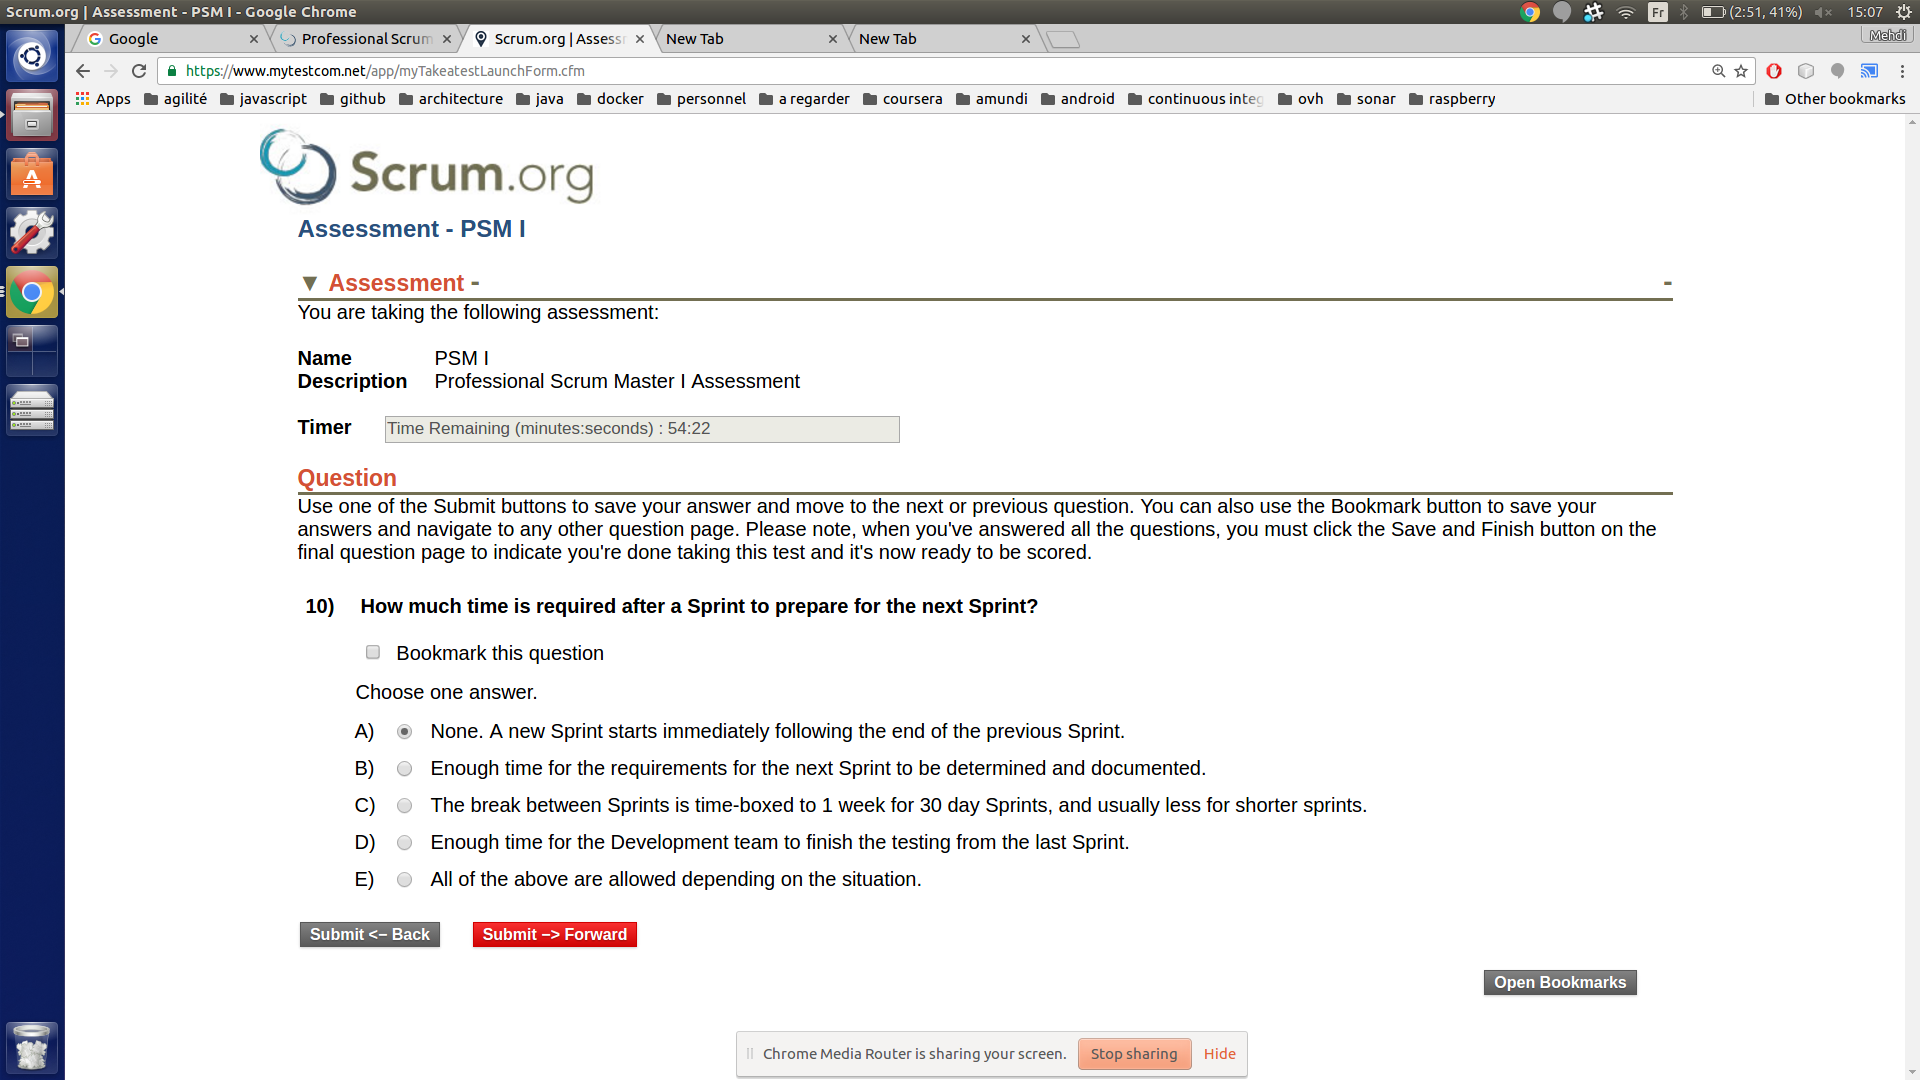 Scrum.org | Assessment - PSM I - Google Chrome
Fr
(2:51, 41%)
15:07
Google
Professional Scrum
Scrum.org | Assess
New Tab
New Tab
Mehdi
https://www.mytestcom.net/app/myTakeatestLaunchForm.cfm
Apps agilité javascript github architecture java docker personnel a regarder coursera amundi android continuous integ ovh sonar raspberry Other bookmarks
Scrum.org
Assessment - PSM I
▼ Assessment - -
You are taking the following assessment:
Name PSM I
Description Professional Scrum Master I Assessment
Timer Time Remaining (minutes:seconds) : 54:22
Question
Use one of the Submit buttons to save your answer and move to the next or previous question. You can also use the Bookmark button to save your
answers and navigate to any other question page. Please note, when you've answered all the questions, you must click the Save and Finish button on the
final question page to indicate you're done taking this test and it's now ready to be scored.
10) How much time is required after a Sprint to prepare for the next Sprint?
Bookmark this question
Choose one answer.
A) None. A new Sprint starts immediately following the end of the previous Sprint.
B) Enough time for the requirements for the next Sprint to be determined and documented.
C) The break between Sprints is time-boxed to 1 week for 30 day Sprints, and usually less for shorter sprints.
D) Enough time for the Development team to finish the testing from the last Sprint.
E) All of the above are allowed depending on the situation.
Submit <– Back Submit –> Forward
Open Bookmarks
Chrome Media Router is sharing your screen. Stop sharing Hide